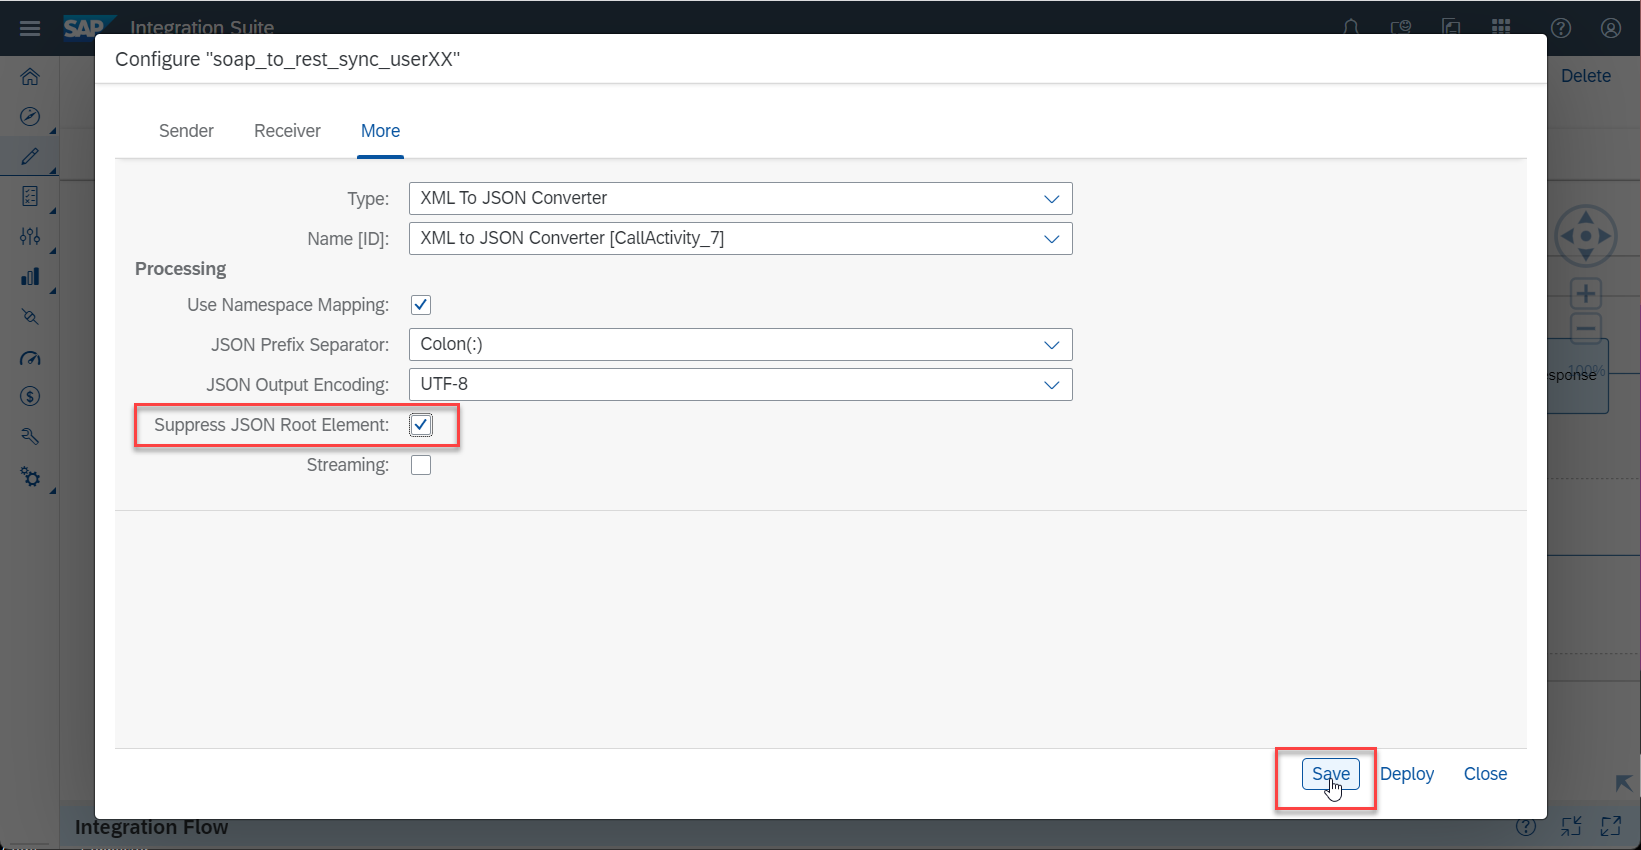 SAP Integration Suite
Configure "soap_to_rest_sync_userXX"
Delete
Sender Receiver More
Type: XML To JSON Converter
Name [ID]: XML to JSON Converter [CallActivity_7]
Processing
Use Namespace Mapping:
JSON Prefix Separator: Colon(:)
JSON Output Encoding: UTF-8
100%
sponse
Suppress JSON Root Element:
Streaming:
Save Deploy Close
Integration Flow